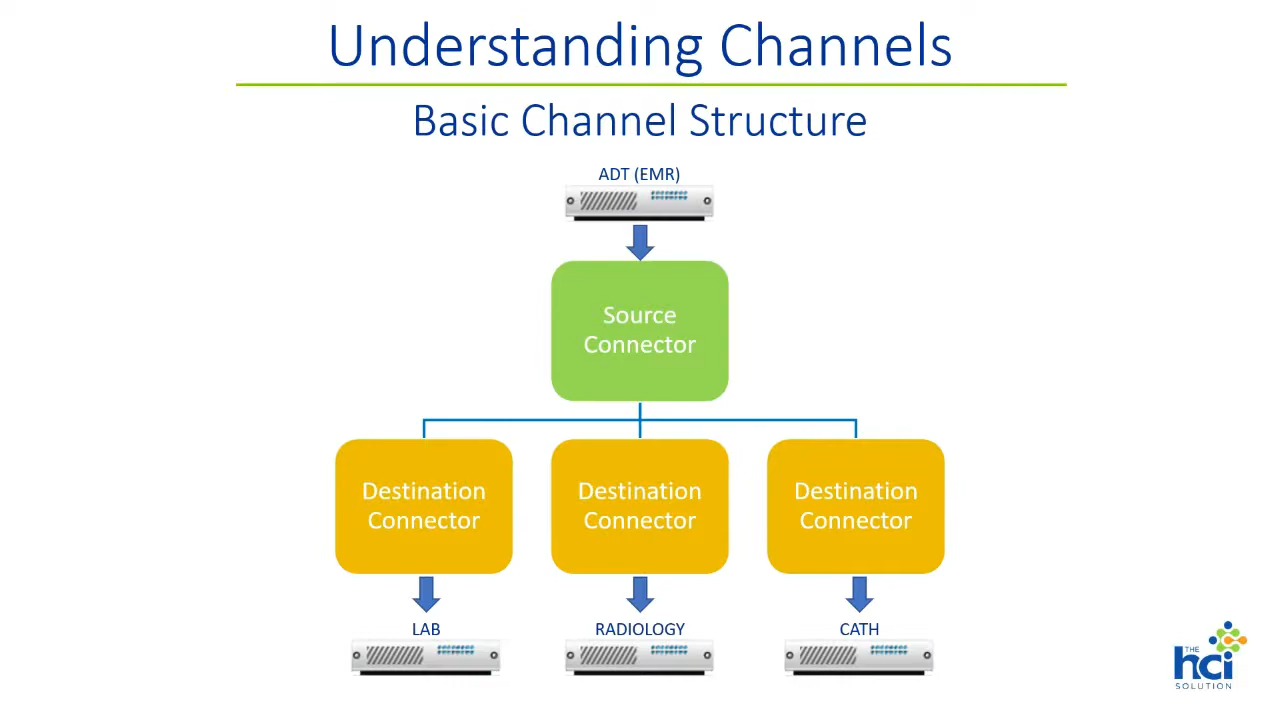 Understanding Channels
Basic Channel Structure
ADT (EMR)
Source
Connector
Destination
Connector
Destination
Connector
Destination
Connector
LAB
RADIOLOGY
CATH
THE
hci
SOLUTION